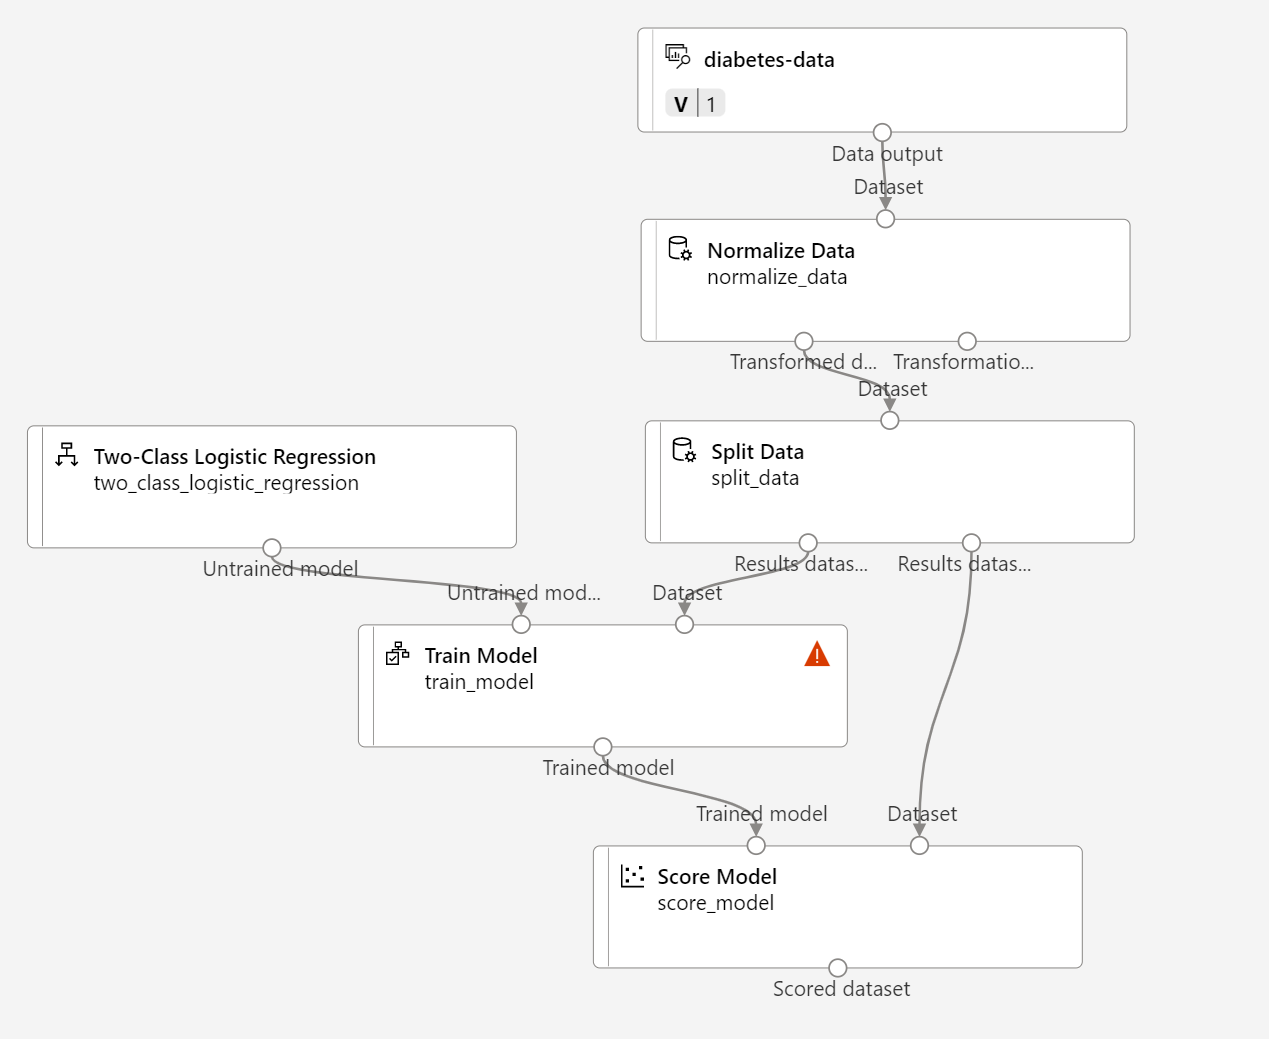 diabetes-data
V 1
Data output
Dataset
Normalize Data
normalize_data
Transformed d...
Transformatio...
Dataset
Two-Class Logistic Regression
two_class_logistic_regression
Split Data
split_data
Untrained model
Results datas...
Results datas...
Untrained mod...
Dataset
Train Model
train_model
Trained model
Trained model
Dataset
Score Model
score_model
Scored dataset